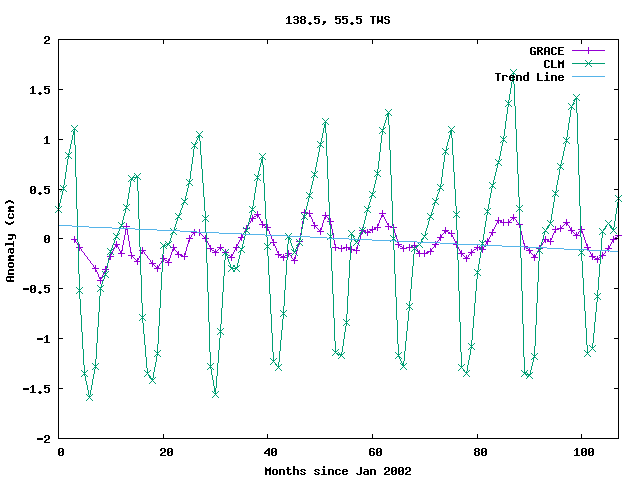 138.5, 55.5 TWS
GRACE
CLM
Trend Line
Anomaly (cm)
2
1.5
1
0.5
0
-0.5
-1
-1.5
-2
0 20 40 60 80 100
Months since Jan 2002